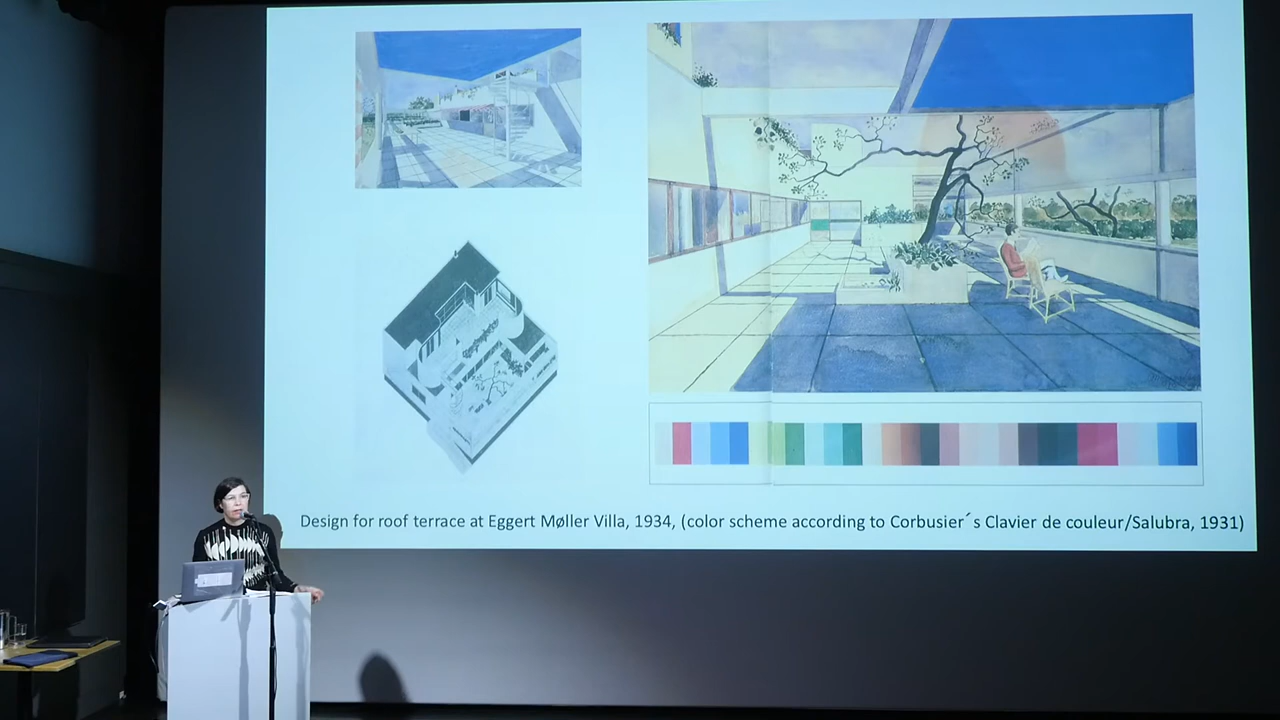 Design for roof terrace at Eggert Møller Villa, 1934, (color scheme according to Corbusier´s Clavier de couleur/Salubra, 1931)